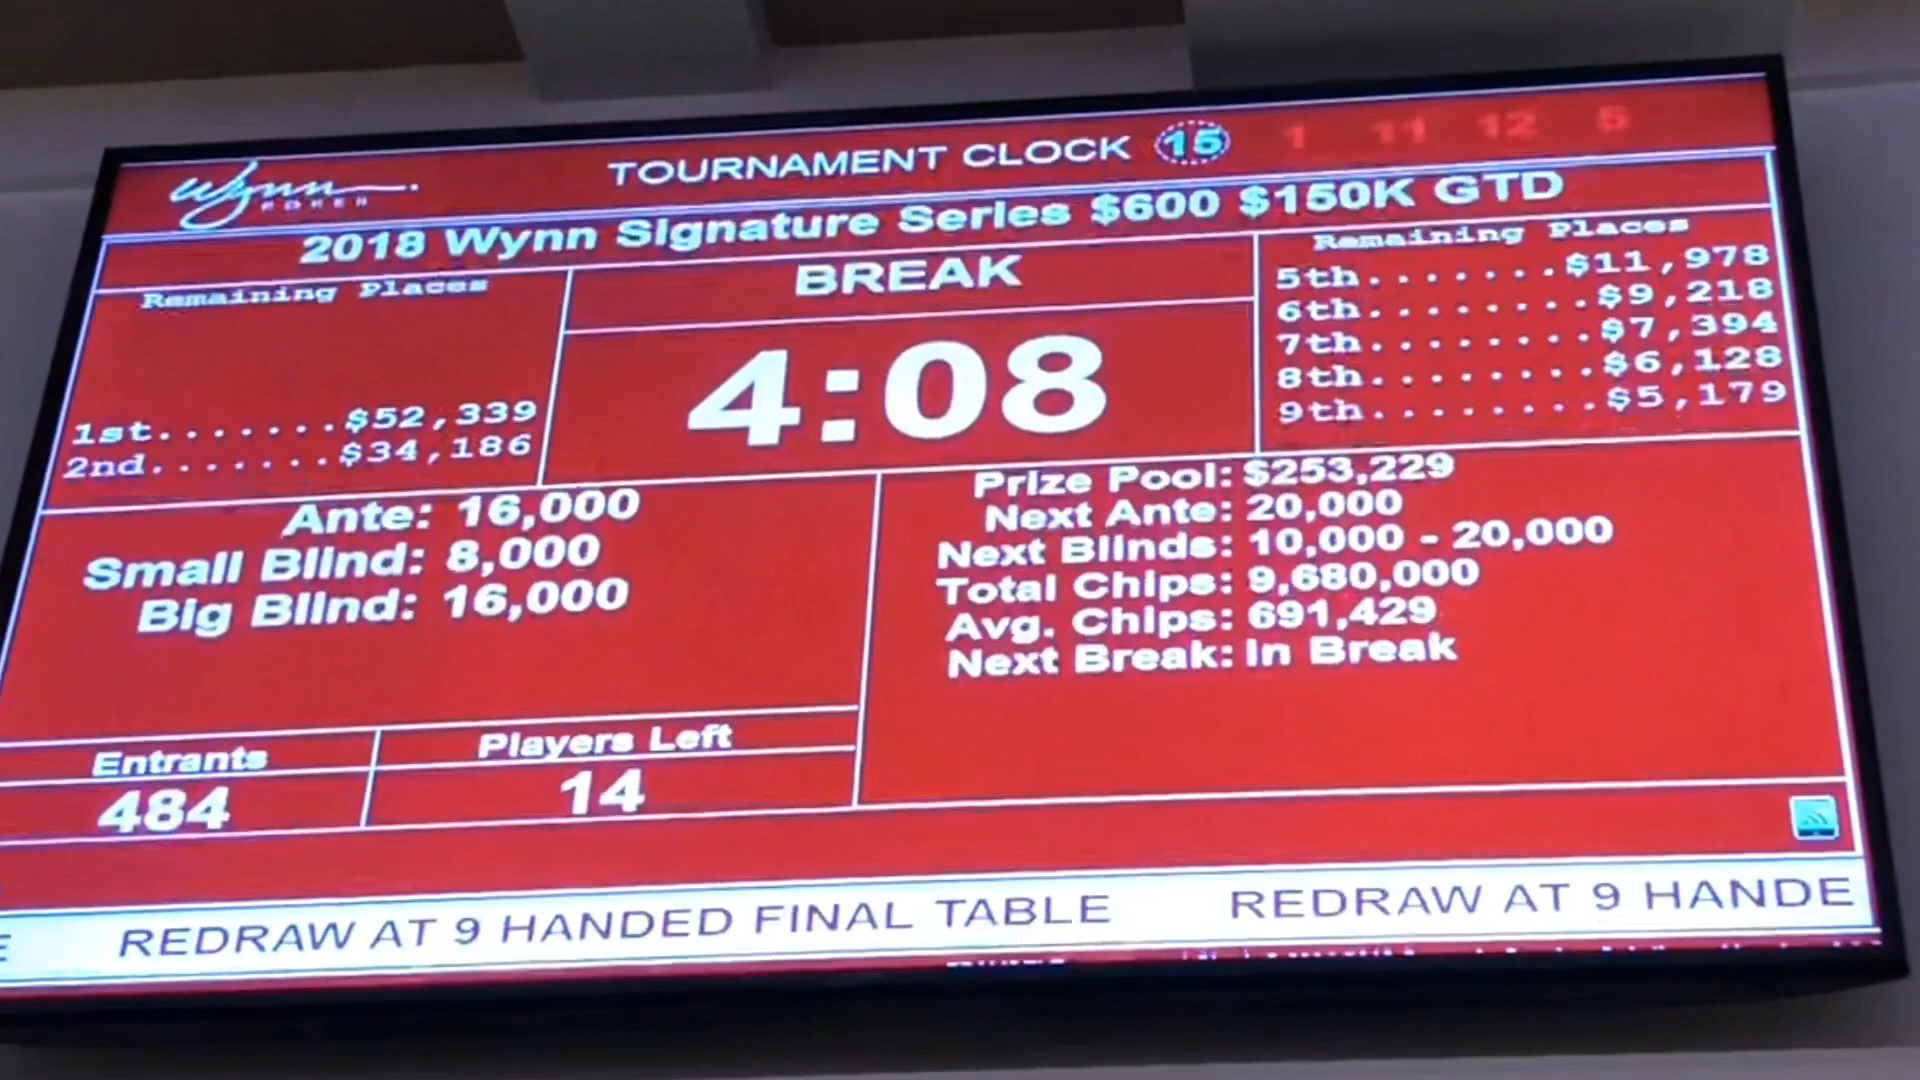 Wynn
POKER
TOURNAMENT CLOCK 15 1 11 12 5
2018 Wynn Signature Series $600 $150K GTD
Remaining Places
1st.......$52,339
2nd.......$34,186
BREAK
4:08
Remaining Places
5th.......$11,978
6th........$9,218
7th........$7,394
8th........$6,128
9th........$5,179
Ante: 16,000
Small Blind: 8,000
Big Blind: 16,000
Prize Pool: $253,229
Next Ante: 20,000
Next Blinds: 10,000 - 20,000
Total Chips: 9,680,000
Avg. Chips: 691,429
Next Break: In Break
Entrants
484
Players Left
14
E REDRAW AT 9 HANDED FINAL TABLE REDRAW AT 9 HANDE